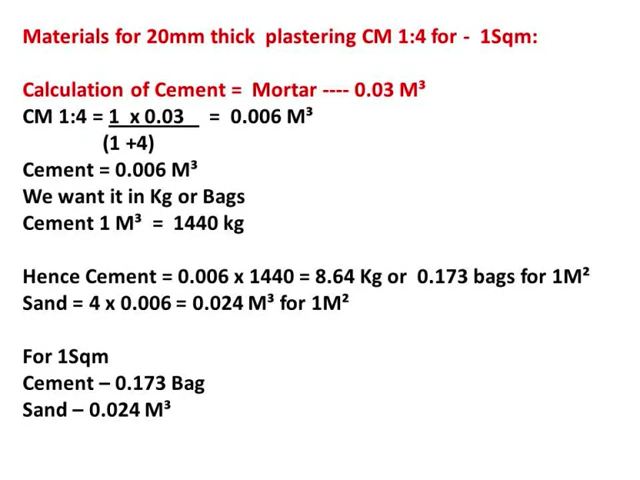 Materials for 20mm thick plastering CM 1:4 for - 1Sqm:
Calculation of Cement = Mortar ---- 0.03 M³
CM 1:4 = 1 x 0.03 = 0.006 M³
(1 +4)
Cement = 0.006 M³
We want it in Kg or Bags
Cement 1 M³ = 1440 kg
Hence Cement = 0.006 x 1440 = 8.64 Kg or 0.173 bags for 1M²
Sand = 4 x 0.006 = 0.024 M³ for 1M²
For 1Sqm
Cement – 0.173 Bag
Sand – 0.024 M³